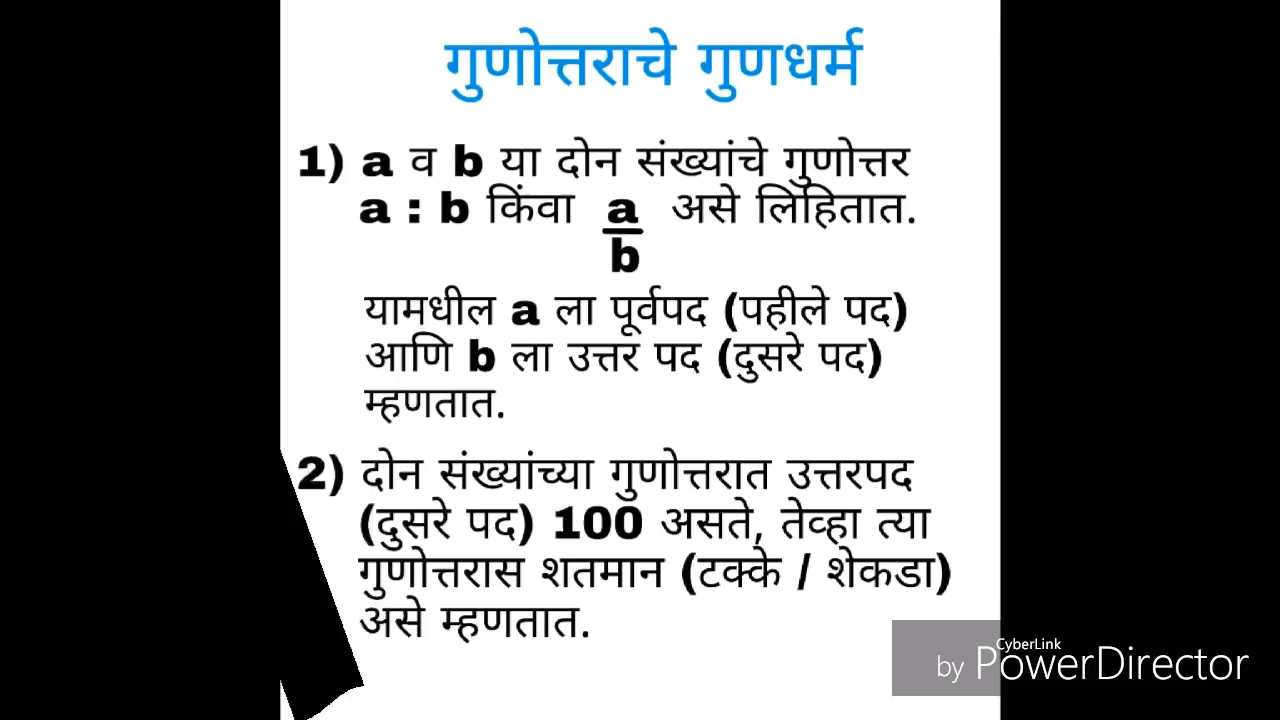 गुणोत्तराचे गुणधर्म
1) a व b या दोन संख्यांचे गुणोत्तर
a : b किंवा a/b असे लिहितात.
यामधील a ला पूर्वपद (पहीले पद)
आणि b ला उत्तर पद (दुसरे पद)
म्हणतात.
2) दोन संख्यांच्या गुणोत्तरात उत्तरपद
(दुसरे पद) 100 असते, तेव्हा त्या
गुणोत्तरास शतमान (टक्के / शेकडा)
असे म्हणतात.
CyberLink
by PowerDirector